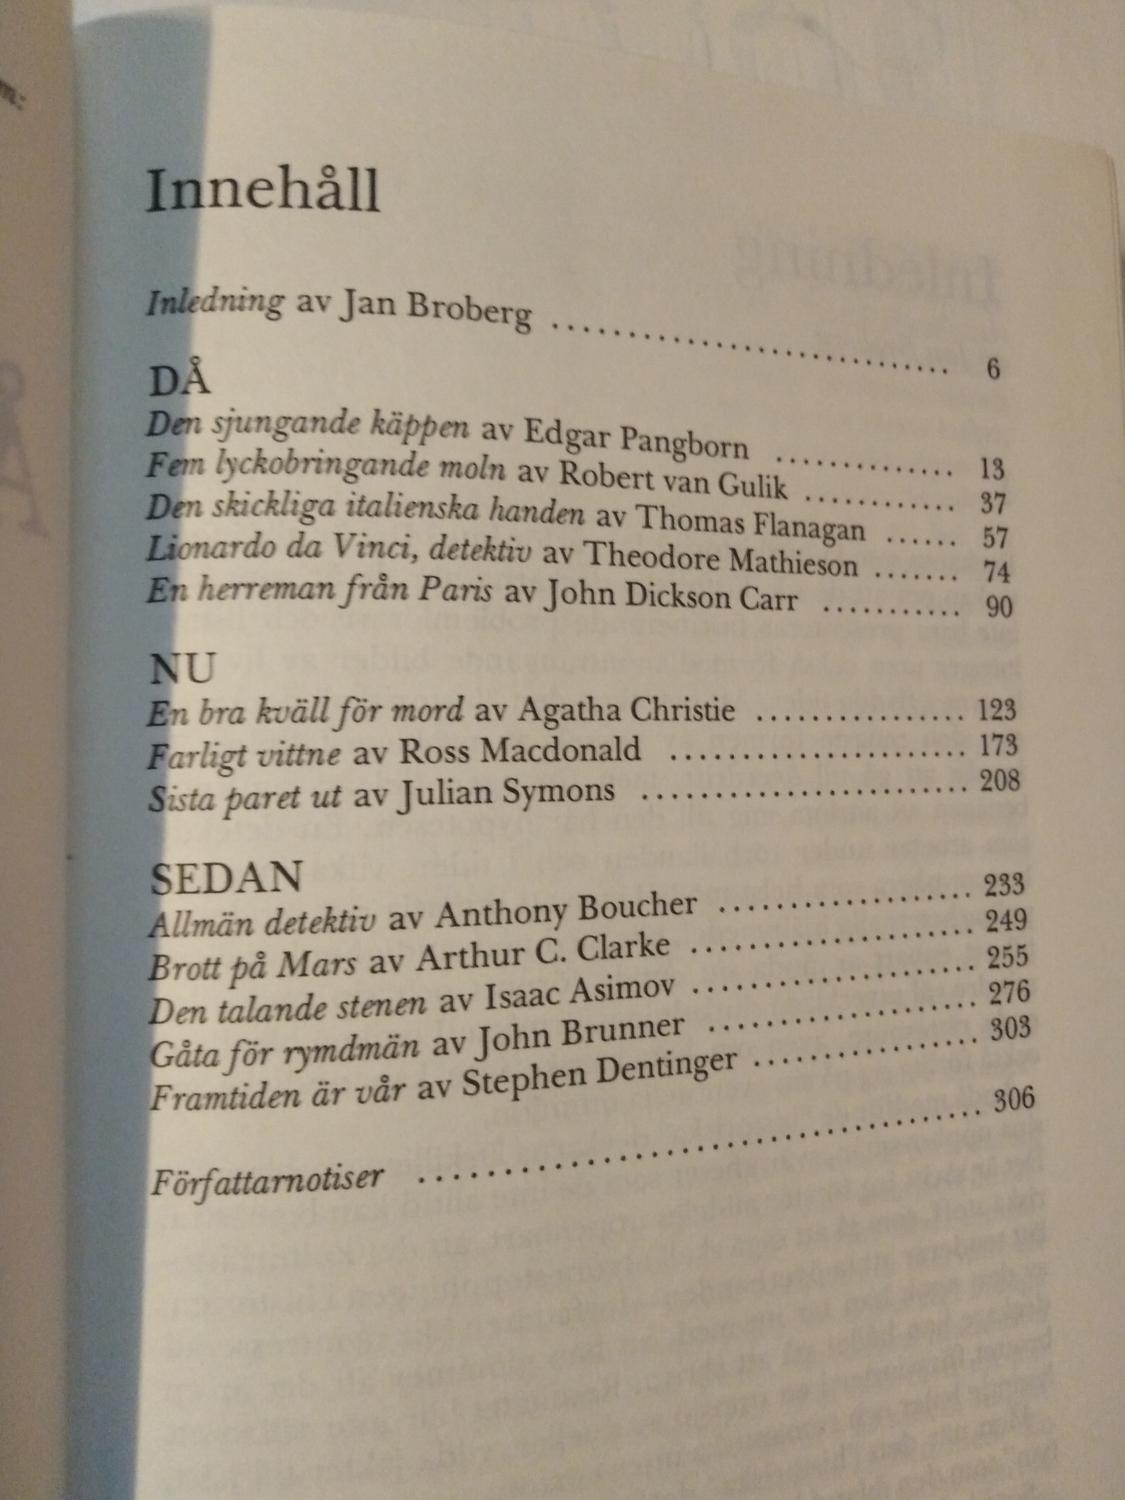 m:
Innehåll
Inledning av Jan Broberg .......................... 6
DÅ
Den sjungande käppen av Edgar Pangborn ............. 13
Fem lyckobringande moln av Robert van Gulik ........... 37
Den skickliga italienska handen av Thomas Flanagan ...... 57
Lionardo da Vinci, detektiv av Theodore Mathieson ....... 74
En herreman från Paris av John Dickson Carr ........... 90
NU
En bra kväll för mord av Agatha Christie ................. 123
Farligt vittne av Ross Macdonald ..................... 173
Sista paret ut av Julian Symons ....................... 208
SEDAN
Allmän detektiv av Anthony Boucher .................. 233
Brott på Mars av Arthur C. Clarke .................... 249
Den talande stenen av Isaac Asimov .................... 255
Gåta för rymdmän av John Brunner ................... 276
Framtiden är vår av Stephen Dentinger ................ 303
Författarnotiser ....................................... 306